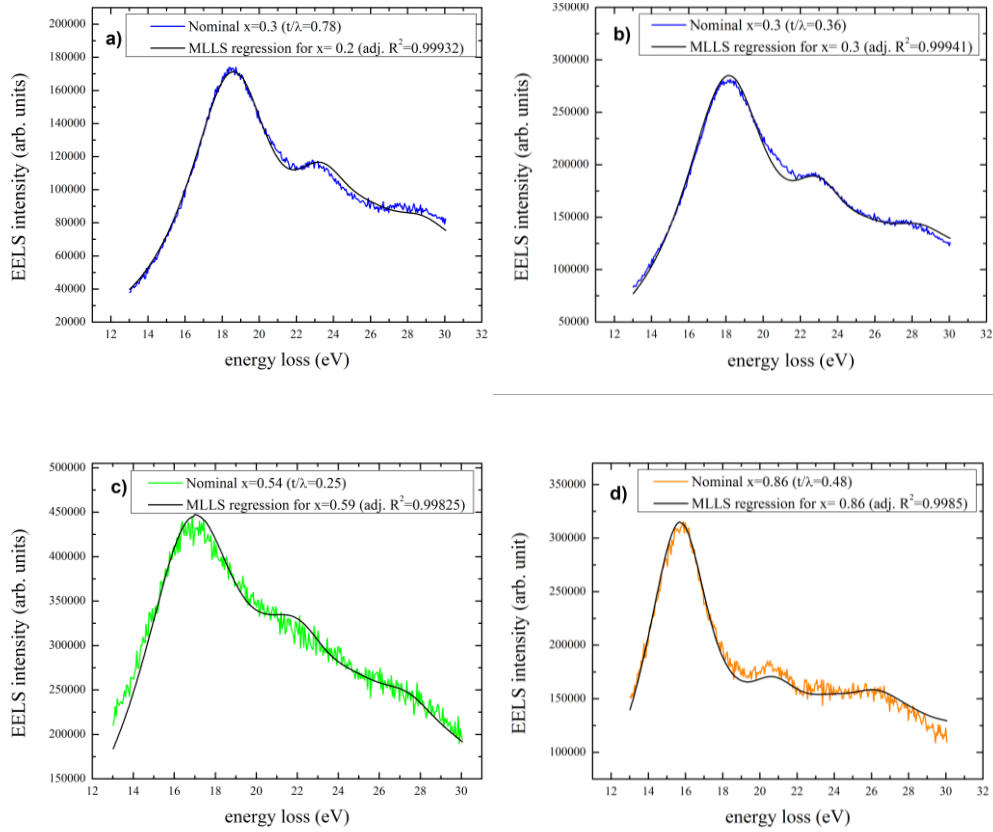 a)
Nominal x=0.3 (t/λ=0.78)
MLLS regression for x= 0.2 (adj. R²=0.99932)
200000
180000
160000
140000
120000
100000
80000
60000
40000
20000
EELS intensity (arb. units)
12 14 16 18 20 22 24 26 28 30 32
energy loss (eV)
b)
Nominal x=0.3 (t/λ=0.36)
MLLS regression for x= 0.3 (adj. R²=0.99941)
350000
300000
250000
200000
150000
100000
50000
EELS intensity (arb. units)
12 14 16 18 20 22 24 26 28 30 32
energy loss (eV)
c)
Nominal x=0.54 (t/λ=0.25)
MLLS regression for x=0.59 (adj. R²=0.99825)
500000
450000
400000
350000
300000
250000
200000
150000
EELS intensity (arb. units)
12 14 16 18 20 22 24 26 28 30
energy loss (eV)
d)
Nominal x=0.86 (t/λ=0.48)
MLLS regression for x= 0.86 (adj. R²=0.9985)
350000
300000
250000
200000
150000
100000
EELS intensity (arb. unit)
12 14 16 18 20 22 24 26 28 30 32
energy loss (eV)